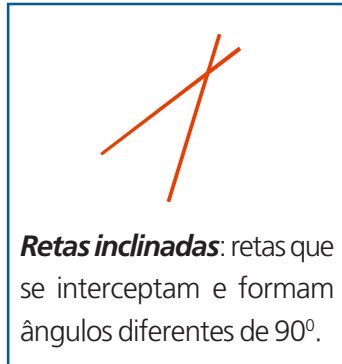 Retas inclinadas: retas que
se interceptam e formam
ângulos diferentes de 90⁰.